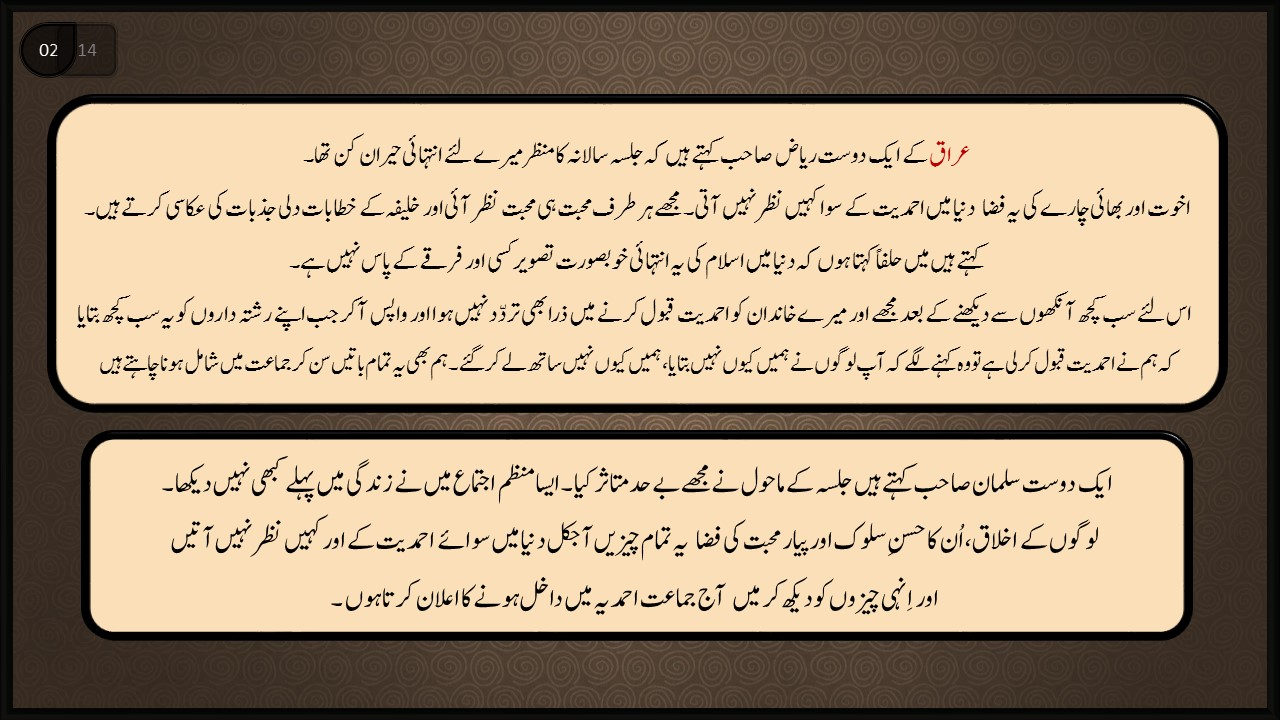 02 14
عراق کے ایک دوست ریاض صاحب کہتے ہیں کہ جلسہ سالانہ کا منظر میرے لئے انتہائی حیران کن تھا۔
اخوت اور بھائی چارے کی یہ فضا دنیا میں احمدیت کے سوا کہیں نظر نہیں آتی۔ مجھے ہر طرف محبت ہی محبت نظر آئی اور خلیفہ کے خطابات دلی جذبات کی عکاسی کرتے ہیں۔
کہتے ہیں میں حلفاً کہتا ہوں کہ دنیا میں اسلام کی یہ انتہائی خوبصورت تصویر کسی اور فرقے کے پاس نہیں ہے۔
اس لئے سب کچھ آنکھوں سے دیکھنے کے بعد مجھے اور میرے خاندان کو احمدیت قبول کرنے میں ذرا بھی تردّد نہیں ہوا اور واپس آ کر جب اپنے رشتہ داروں کو یہ سب کچھ بتایا
کہ ہم نے احمدیت قبول کرلی ہے تو وہ کہنے لگے کہ آپ لوگوں نے ہمیں کیوں نہیں بتایا، ہمیں کیوں نہیں ساتھ لے کر گئے۔ ہم بھی یہ تمام باتیں سن کر جماعت میں شامل ہونا چاہتے ہیں
ایک دوست سلمان صاحب کہتے ہیں جلسہ کے ماحول نے مجھے بے حد متاثر کیا۔ ایسا منظم اجتماع میں نے زندگی میں پہلے کبھی نہیں دیکھا۔
لوگوں کے اخلاق، اُن کا حسنِ سلوک اور پیار محبت کی فضا یہ تمام چیزیں آجکل دنیا میں سوائے احمدیت کے اور کہیں نظر نہیں آتیں
اور اِنہی چیزوں کو دیکھ کر میں آج جماعت احمدیہ میں داخل ہونے کا اعلان کرتا ہوں۔